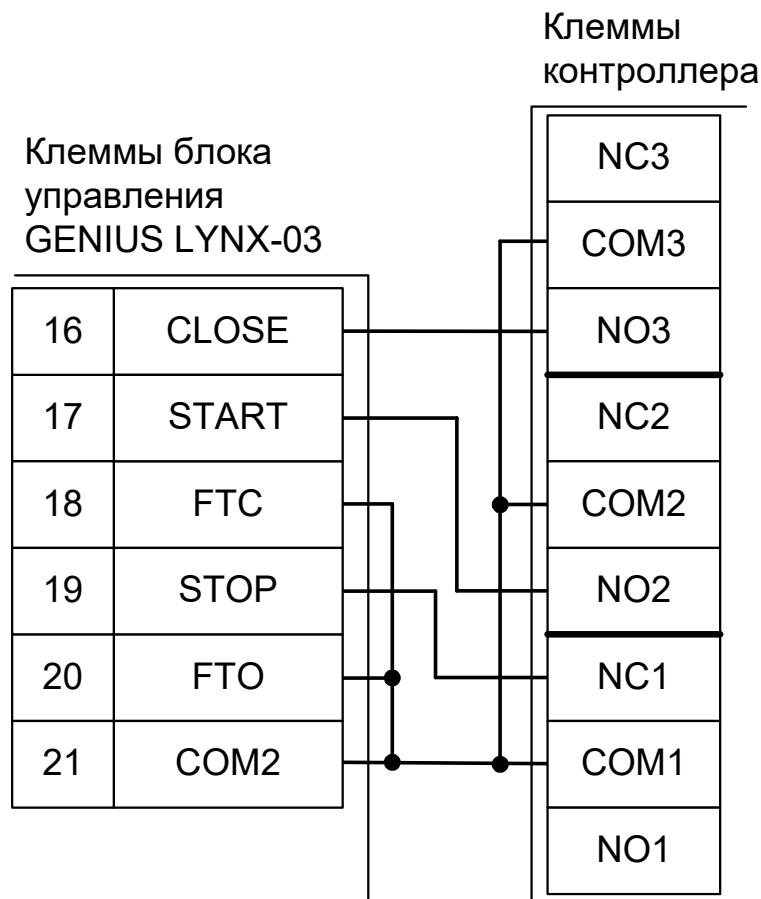 Клеммы
контроллера
Клеммы блока
управления
GENIUS LYNX-03
16 CLOSE
17 START
18 FTC
19 STOP
20 FTO
21 COM2
NC3
COM3
NO3
NC2
COM2
NO2
NC1
COM1
NO1